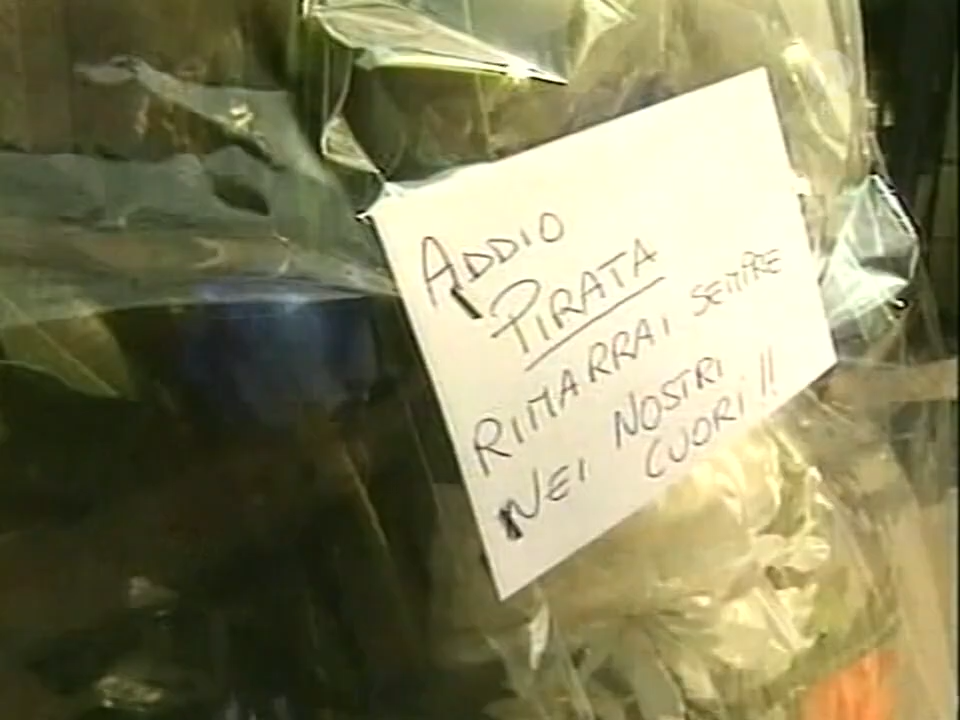 ADDIO
PIRATA
RIMARRAI SEMPRE
NEI NOSTRI
CUORI!!